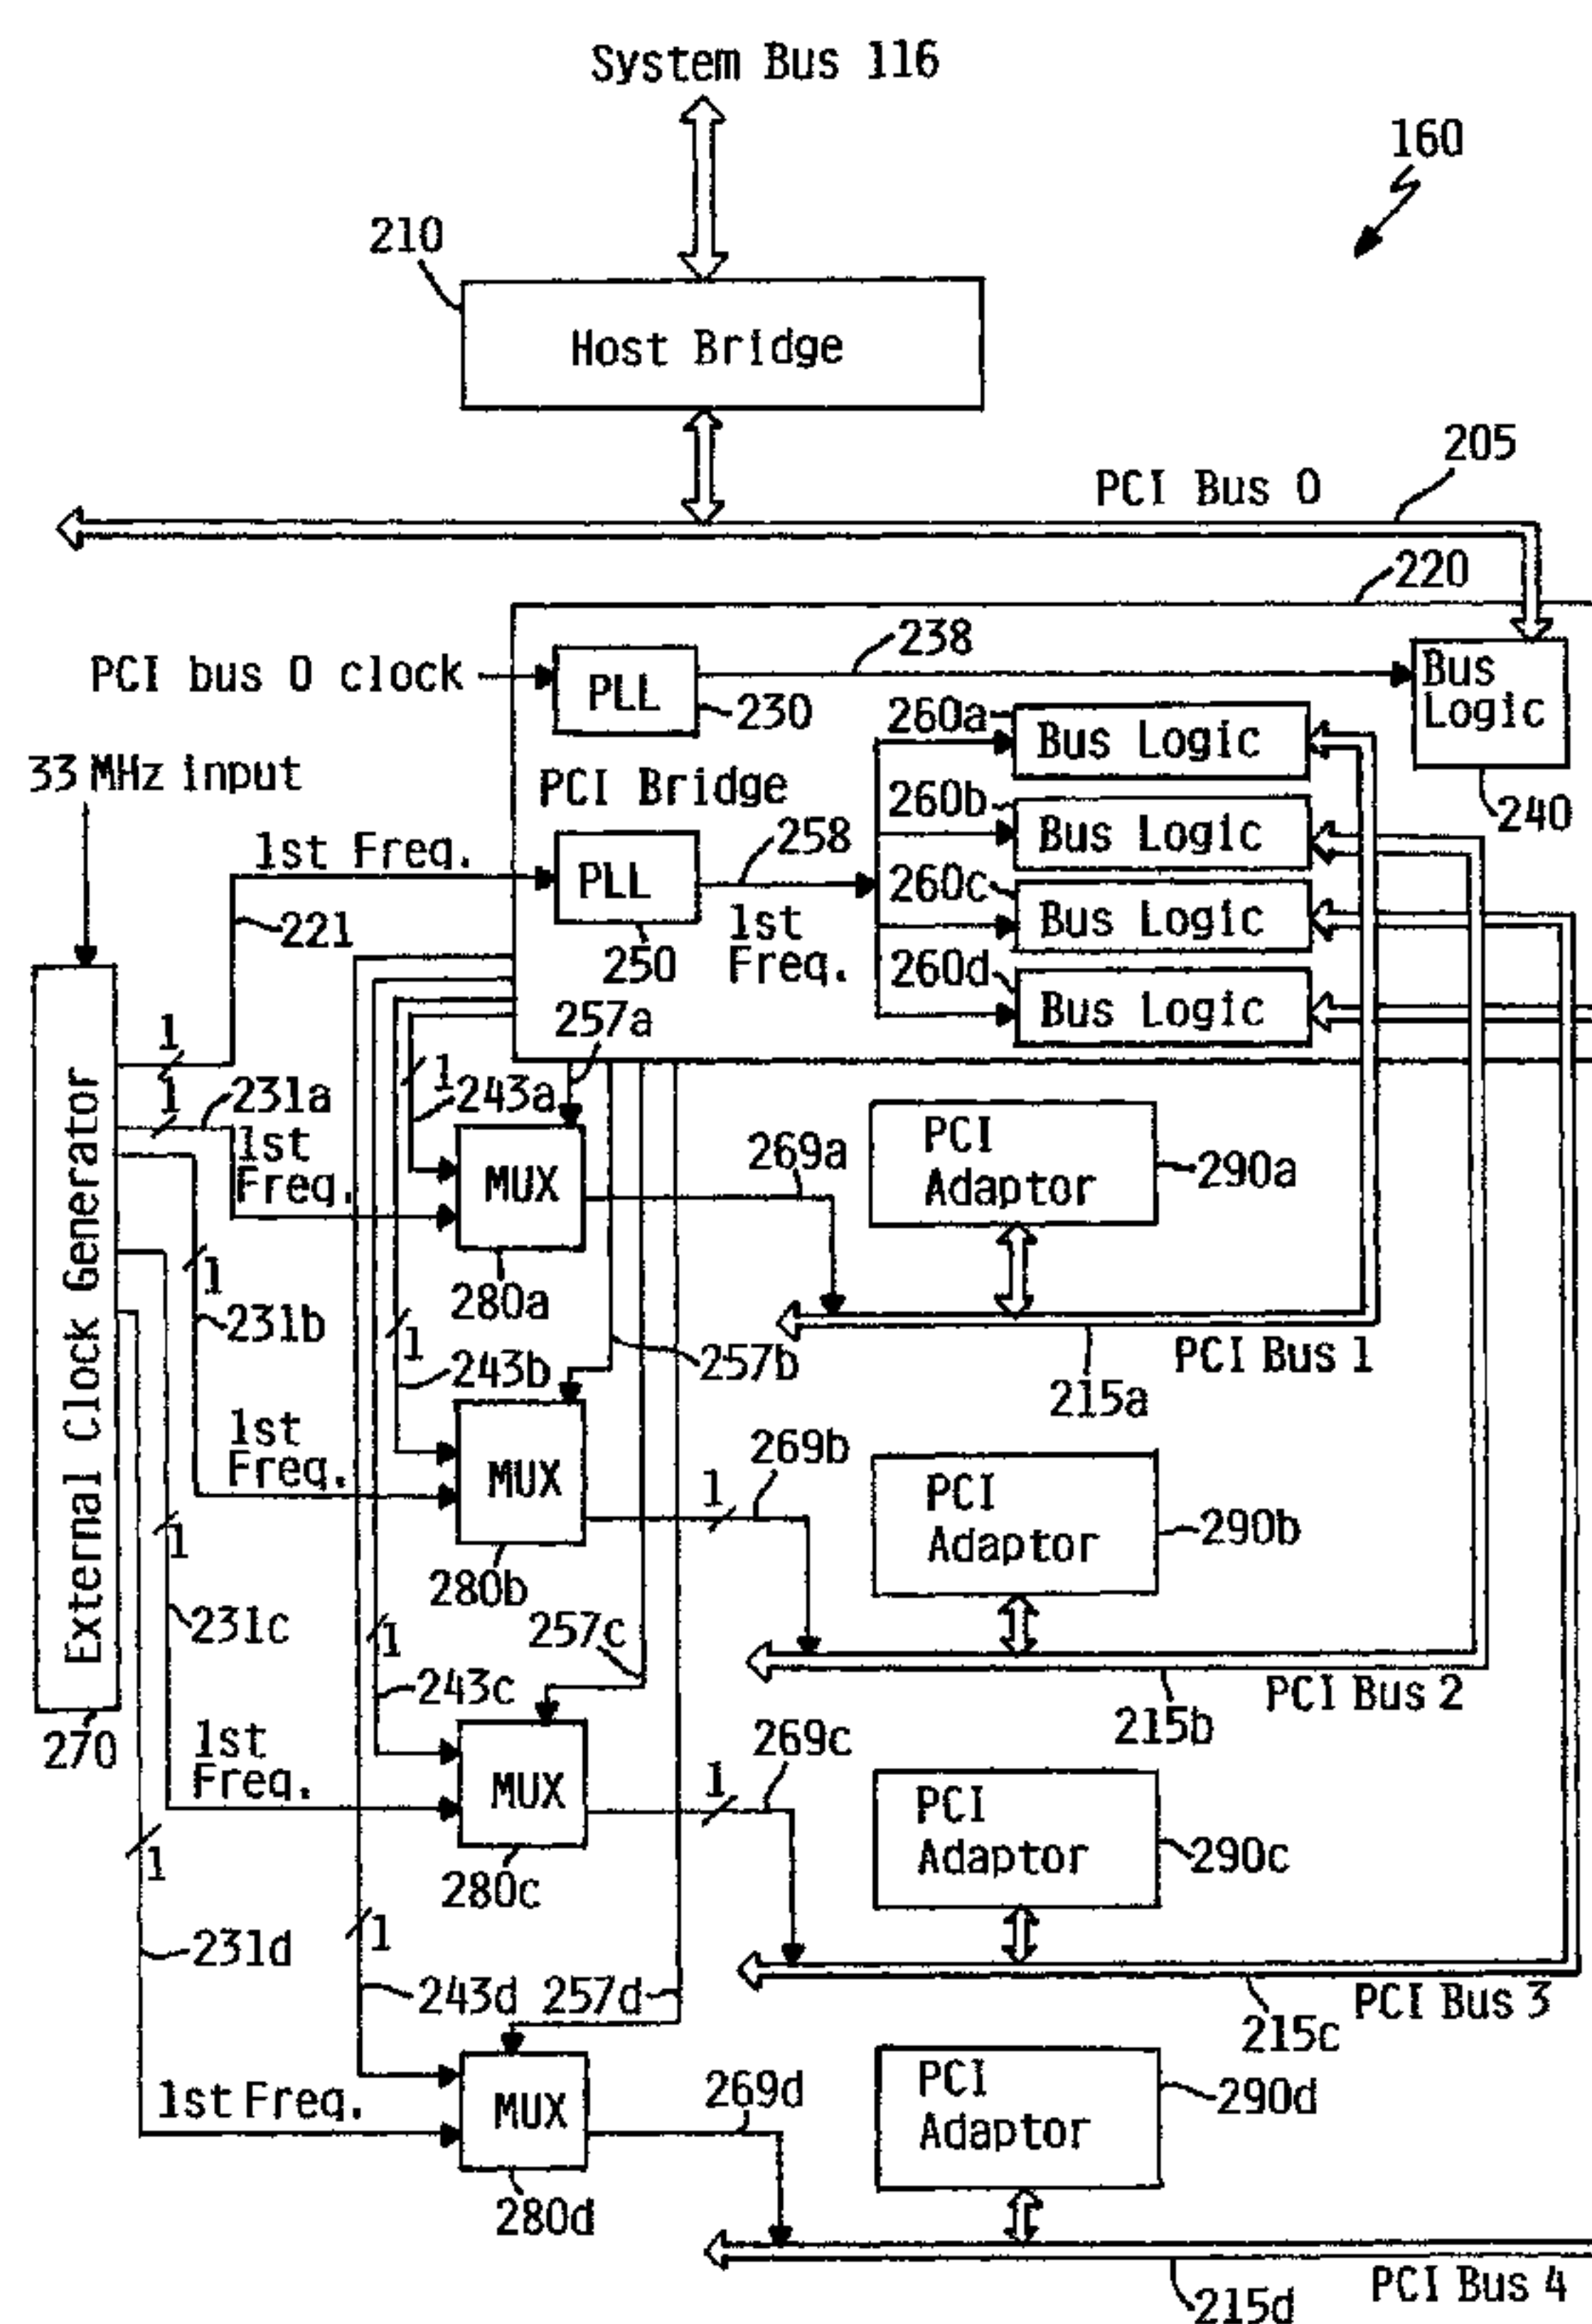 System Bus 116
160
210
Host Bridge
205
PCI Bus 0
220
238
PCI bus 0 clock
PLL
Bus
Logic
230
260a
Bus Logic
33 MHz input
PCI Bridge
260b
240
1st Freq.
258
Bus Logic
PLL
260c
221
1st
Freq.
Bus Logic
250
260d
Bus Logic
257a
1
1
1
231a
243a
1st
Freq.
PCI
Adaptor
269a
290a
MUX
External Clock Generator
1
280a
231b
1
257b
PCI Bus 1
243b
215a
1st
Freq.
269b
MUX
1
PCI
Adaptor
290b
1
280b
231c
257c
1
243c
PCI Bus 2
215b
270
1st
Freq.
269c
MUX
1
PCI
Adaptor
290c
1
280c
1
231d
243d
257d
PCI Bus 3
215c
1st Freq.
MUX
269d
PCI
Adaptor
290d
280d
PCI Bus 4
215d